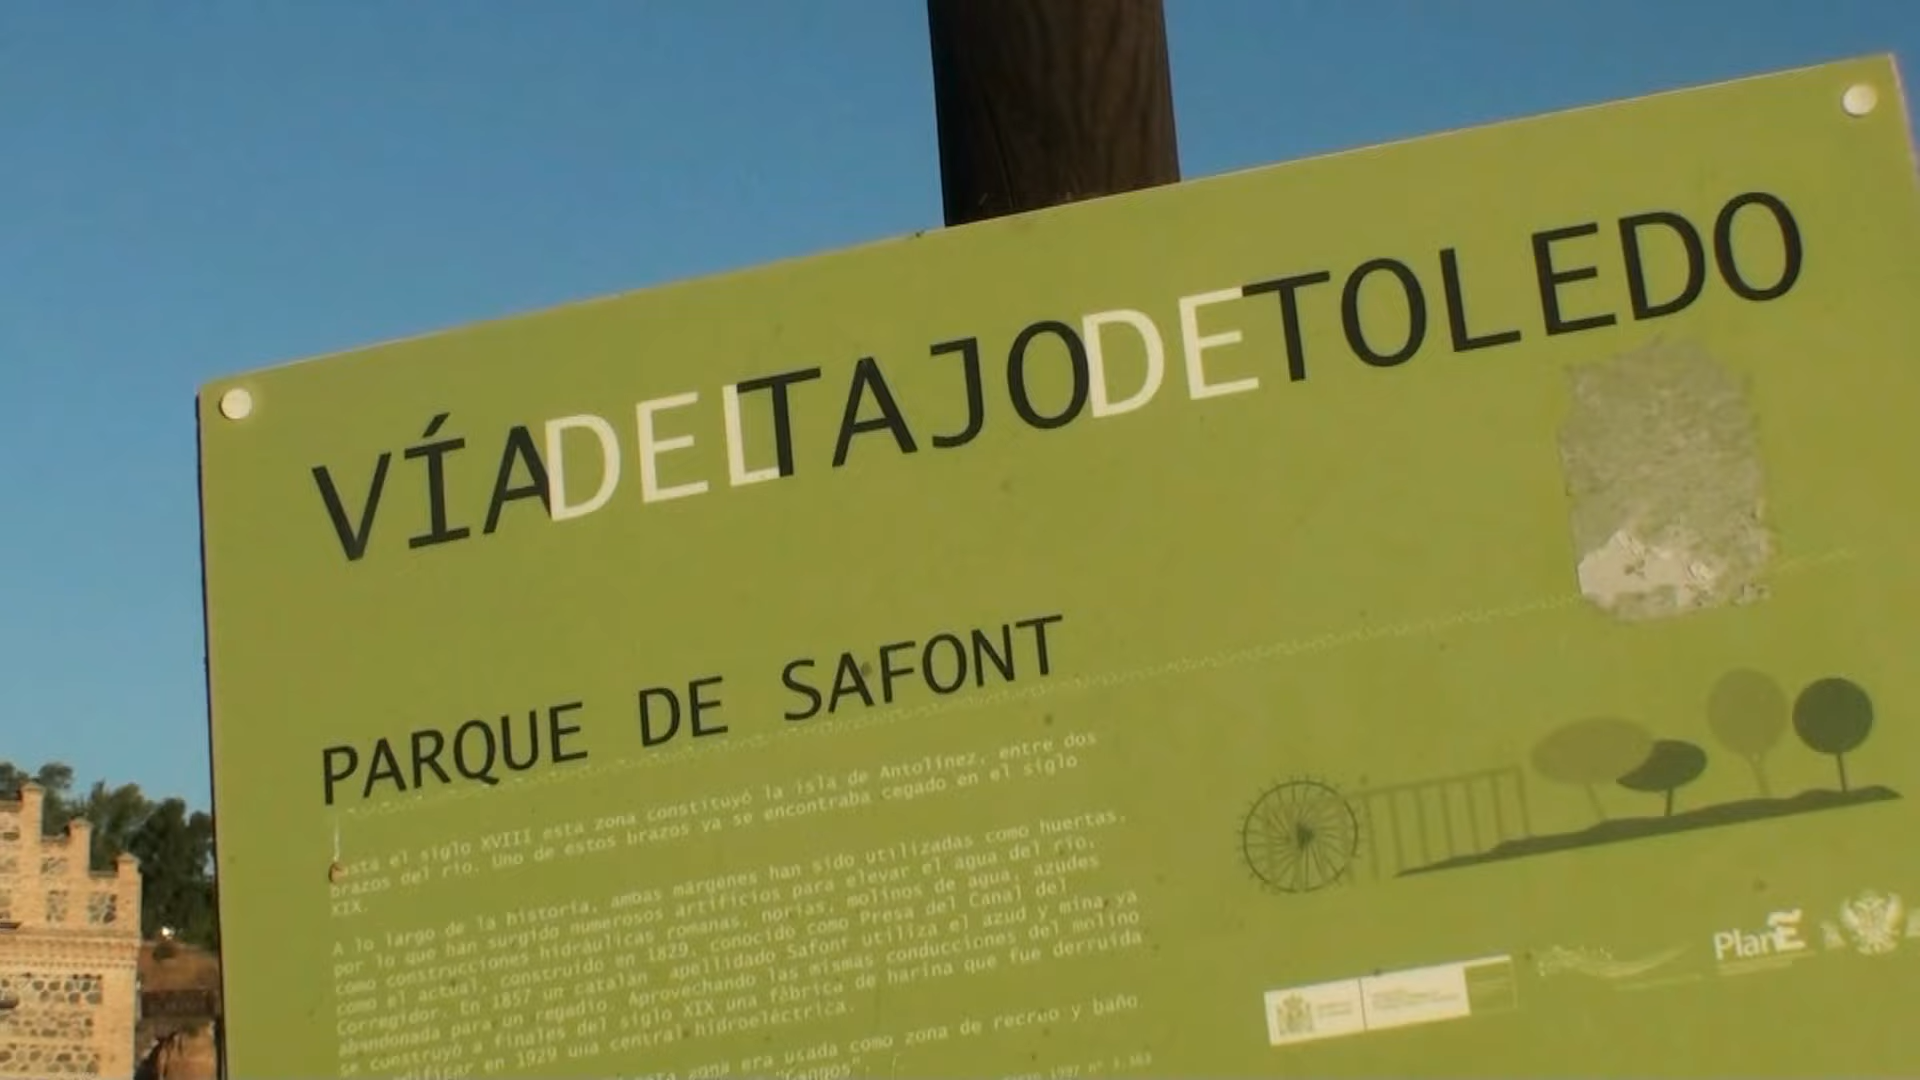 VÍADELTAJODETOLEDO
PARQUE DE SAFONT
asta el siglo XVIII esta zona constituyó la isla de Antolínez, entre dos
brazos del río. Uno de estos brazos ya se encontraba cegado en el siglo
XIX.
A lo largo de la historia, ambas márgenes han sido utilizadas como huertas,
por lo que han surgido numerosos artificios para elevar el agua del río,
como construcciones hidráulicas romanas, norias, molinos de agua, azudes
como el actual, construido en 1829, conocido como Presa del Canal del
Corregidor. En 1857 un catalán apellidado Safont utiliza el azud y mina ya
abandonada para un regadío. Aprovechando las mismas conducciones del molino
se construyó a finales del siglo XIX una fábrica de harina que fue derruida
dificar en 1929 una central hidroeléctrica.
esta zona era usada como zona de recreo y baño
PlanE